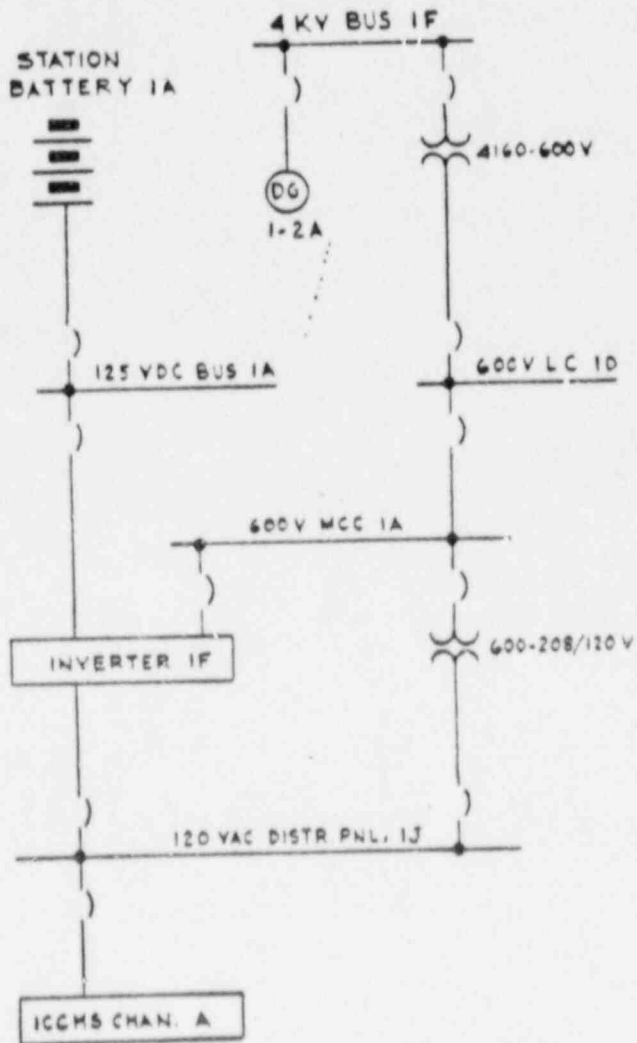 4 KV BUS 1F
STATION
BATTERY 1A
4160-600V
DG
1-2A
125 VDC BUS 1A
600V LC 1D
600V MCC 1A
INVERTER 1F
600-208/120V
120 VAC DISTR PNL. 1J
ICCMS CHAN. A